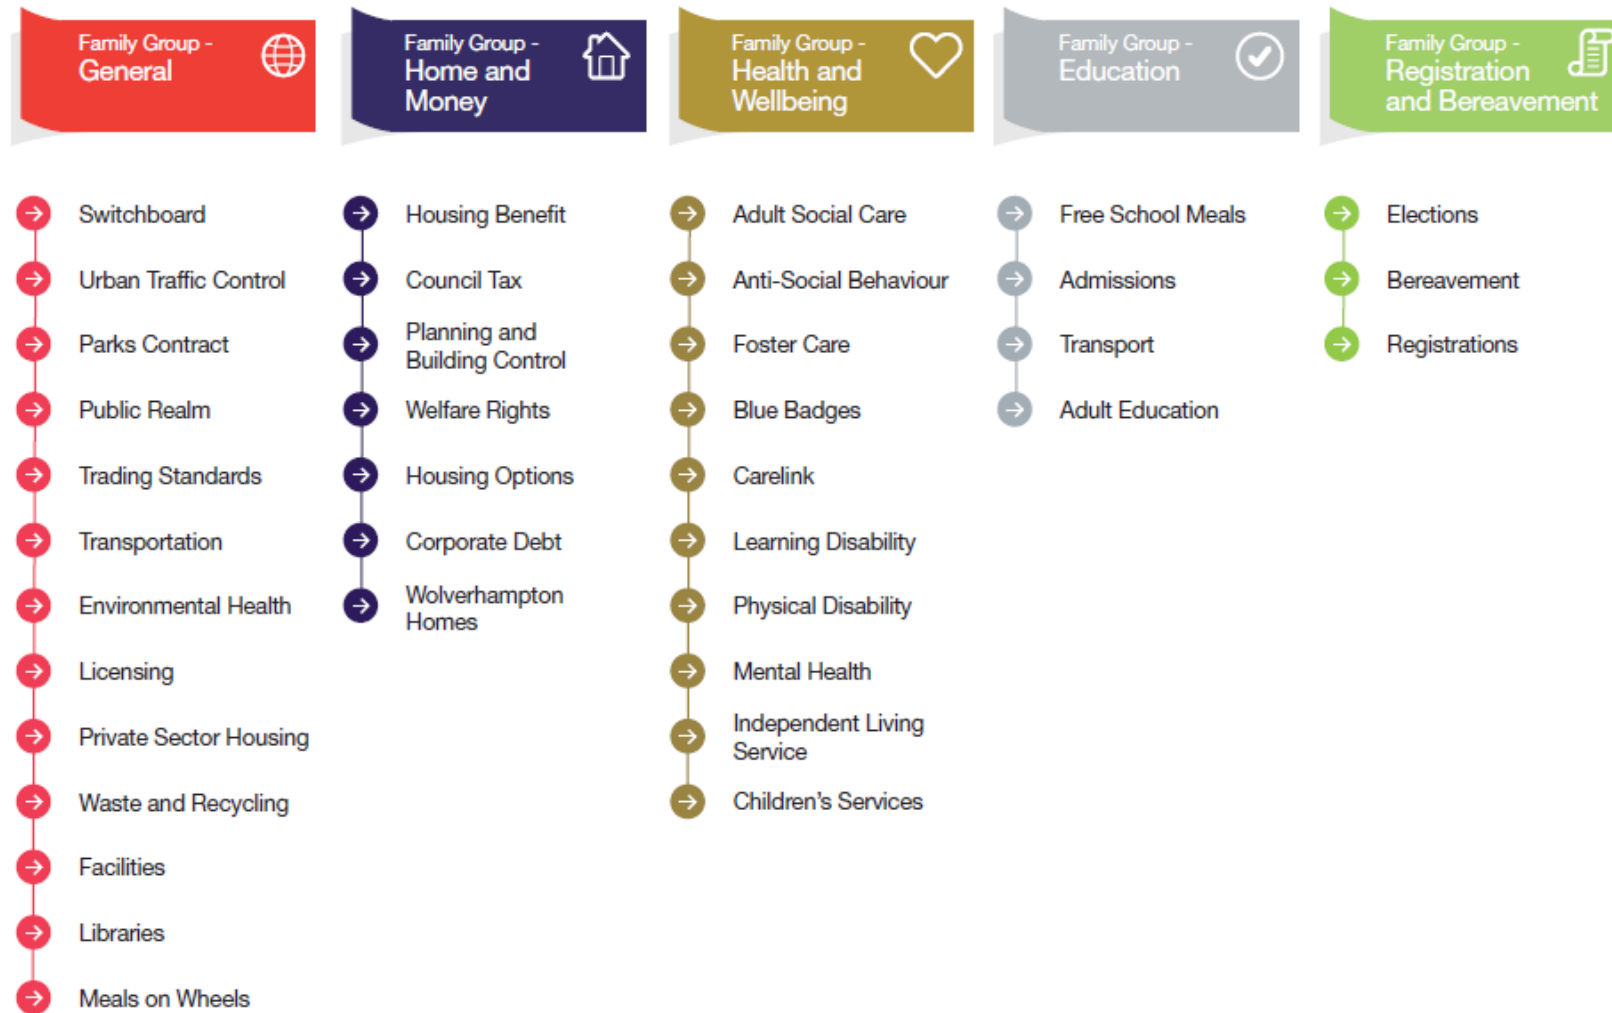 Family Group -
General
Family Group -
Home and
Money
Family Group -
Health and
Wellbeing
Family Group -
Education
Family Group -
Registration
and Bereavement
Switchboard
Urban Traffic Control
Parks Contract
Public Realm
Trading Standards
Transportation
Environmental Health
Licensing
Private Sector Housing
Waste and Recycling
Facilities
Libraries
Meals on Wheels
Housing Benefit
Council Tax
Planning and
Building Control
Welfare Rights
Housing Options
Corporate Debt
Wolverhampton
Homes
Adult Social Care
Anti-Social Behaviour
Foster Care
Blue Badges
Carelink
Learning Disability
Physical Disability
Mental Health
Independent Living
Service
Children's Services
Free School Meals
Admissions
Transport
Adult Education
Elections
Bereavement
Registrations